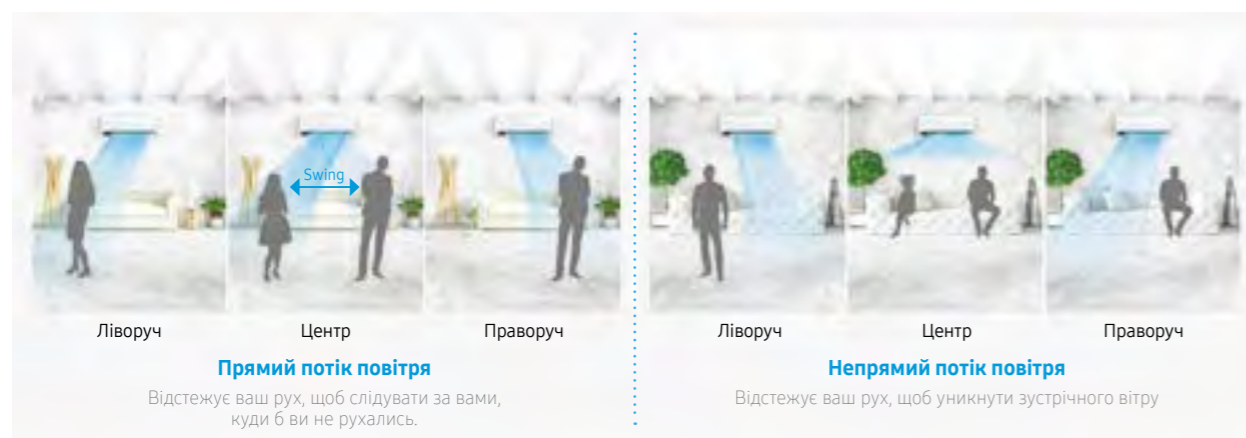 Swing
Ліворуч
Центр
Праворуч
Прямий потік повітря
Відстежує ваш рух, щоб слідувати за вами,
куди б ви не рухались.
Ліворуч
Центр
Праворуч
Непрямий потік повітря
Відстежує ваш рух, щоб уникнути зустрічного вітру